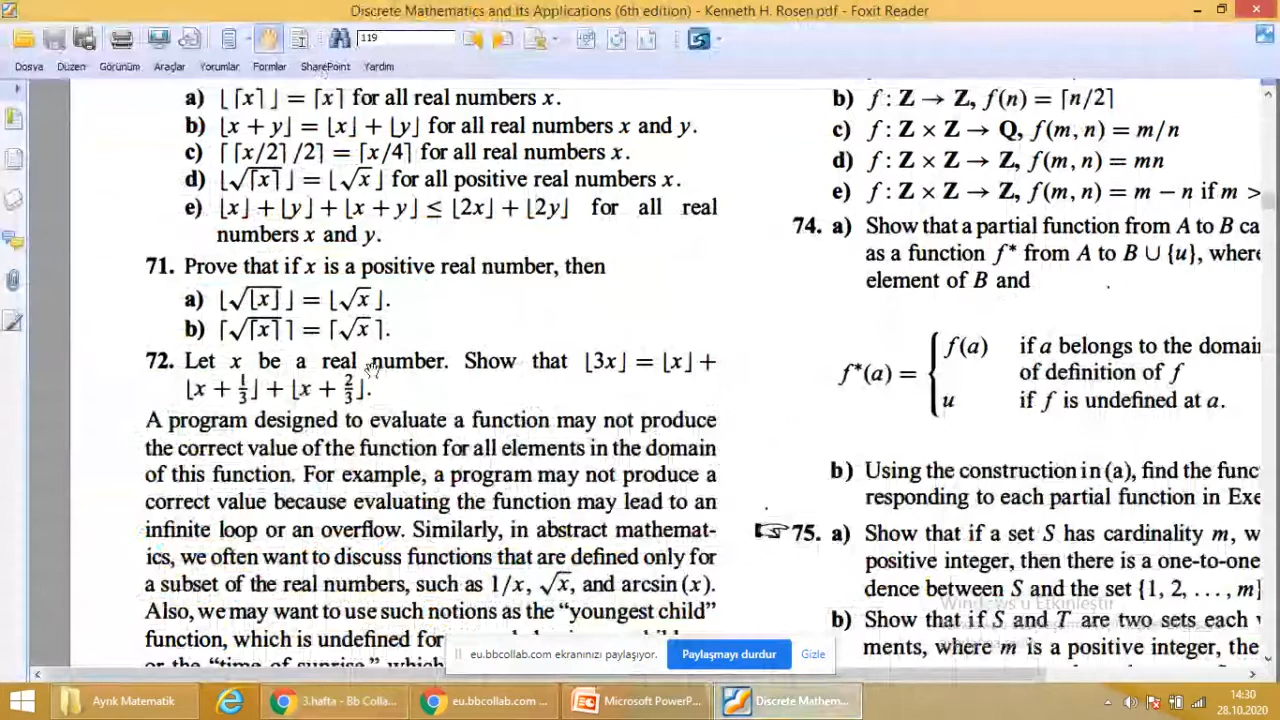 Discrete Mathematics and Its Applications (6th edition) - Kenneth H. Rosen.pdf - Foxit Reader
119
Dosya Düzen Görünüm Araçlar Yorumlar Formlar SharePoint Yardım
a) ⌊⌈x⌉⌋ = ⌈x⌉ for all real numbers x.
b) ⌊x + y⌋ = ⌊x⌋ + ⌊y⌋ for all real numbers x and y.
c) ⌈⌈x/2⌉/2⌉ = ⌈x/4⌉ for all real numbers x.
d) ⌊√⌈x⌉⌋ = ⌊√x⌋ for all positive real numbers x.
e) ⌊x⌋ + ⌊y⌋ + ⌊x + y⌋ ≤ ⌊2x⌋ + ⌊2y⌋ for all real
numbers x and y.
71. Prove that if x is a positive real number, then
a) ⌊√⌊x⌋⌋ = ⌊√x⌋.
b) ⌈√⌈x⌉⌉ = ⌈√x⌉.
72. Let x be a real number. Show that ⌊3x⌋ = ⌊x⌋ +
⌊x + 1/3⌋ + ⌊x + 2/3⌋.
A program designed to evaluate a function may not produce
the correct value of the function for all elements in the domain
of this function. For example, a program may not produce a
correct value because evaluating the function may lead to an
infinite loop or an overflow. Similarly, in abstract mathemat-
ics, we often want to discuss functions that are defined only for
a subset of the real numbers, such as 1/x, √x, and arcsin (x).
Also, we may want to use such notions as the “youngest child”
function, which is undefined for
or the “time of sunrise,” which
b) f : Z → Z, f(n) = ⌈n/2⌉
c) f : Z × Z → Q, f(m, n) = m/n
d) f : Z × Z → Z, f(m, n) = mn
e) f : Z × Z → Z, f(m, n) = m − n if m >
74. a) Show that a partial function from A to B ca
as a function f* from A to B ∪ {u}, where
element of B and
f(a) if a belongs to the domai
f*(a) = of definition of f
u if f is undefined at a.
b) Using the construction in (a), find the func
responding to each partial function in Exe
75. a) Show that if a set S has cardinality m, w
positive integer, then there is a one-to-one
dence between S and the set {1, 2, . . . , m}
Windows'u Etkinleştir
b) Show that if S and T are two sets each
ments, where m is a positive integer, the
eu.bbcollab.com ekranınızı paylaşıyor. Paylaşmayı durdur Gizle
Ayrık Matematik 3.hafta - Bb Colla... eu.bbcollab.com ... Microsoft PowerP... Discrete Mathem...
14:30
28.10.2020